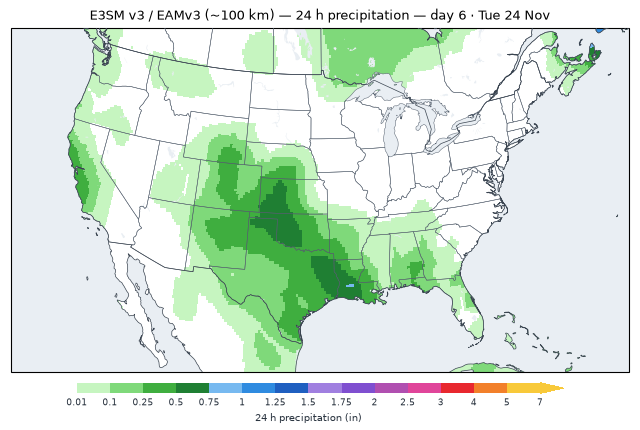 E3SM v3 / EAMv3 (~100 km) — 24 h precipitation — day 6 · Tue 24 Nov
0.01 0.1 0.25 0.5 0.75 1 1.25 1.5 1.75 2 2.5 3 4 5 7
24 h precipitation (in)